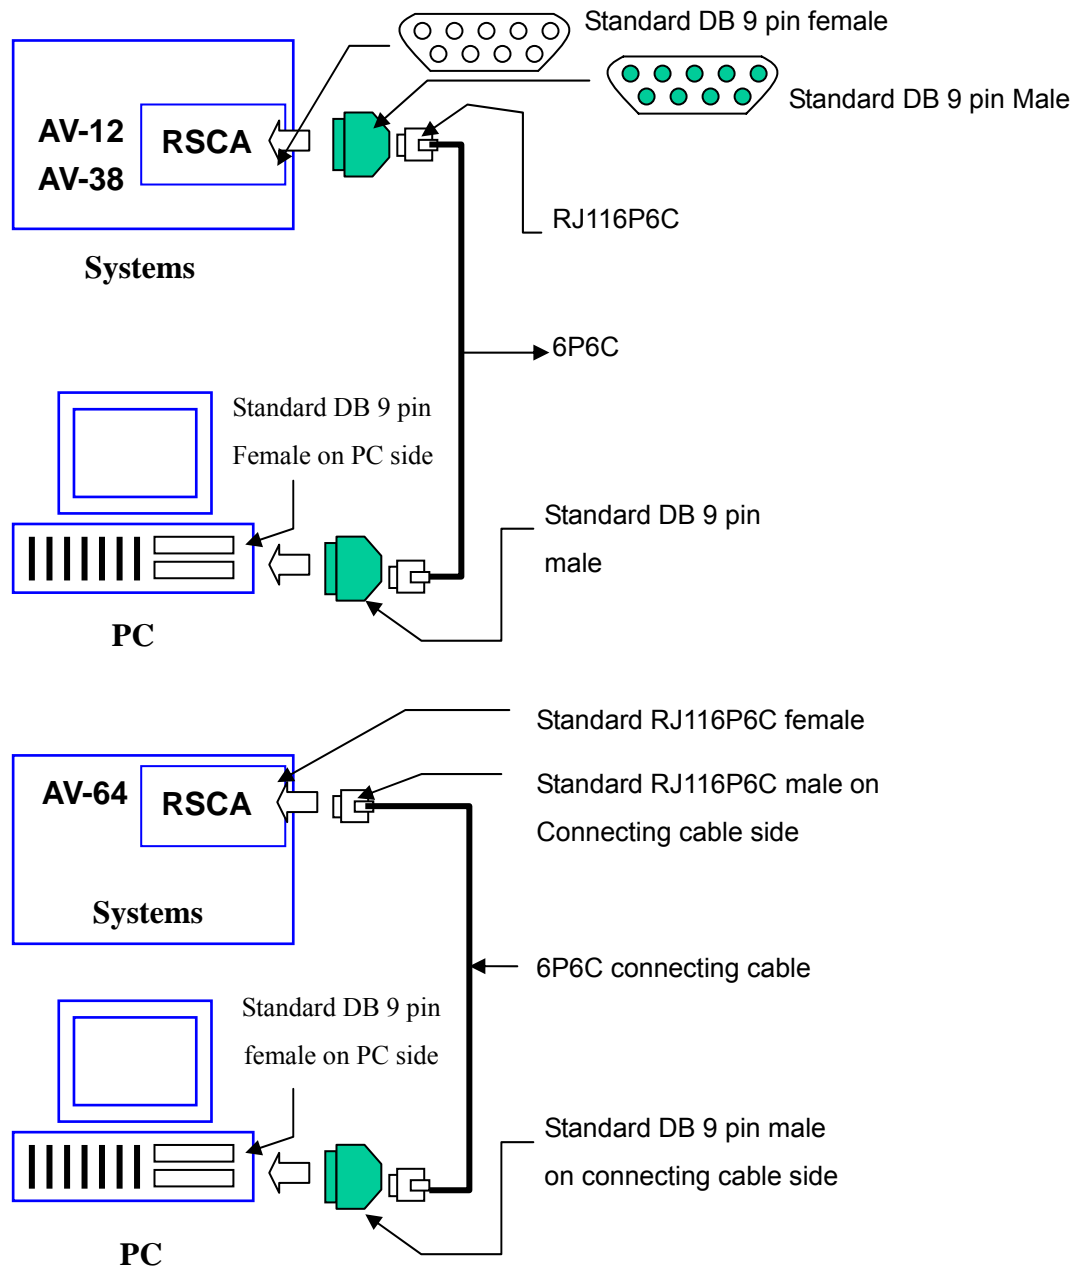 Standard DB 9 pin female
Standard DB 9 pin Male
AV-12
AV-38
RSCA
RJ116P6C
Systems
6P6C
Standard DB 9 pin
Female on PC side
Standard DB 9 pin
male
PC
Standard RJ116P6C female
AV-64
RSCA
Standard RJ116P6C male on
Connecting cable side
Systems
6P6C connecting cable
Standard DB 9 pin
female on PC side
Standard DB 9 pin male
on connecting cable side
PC